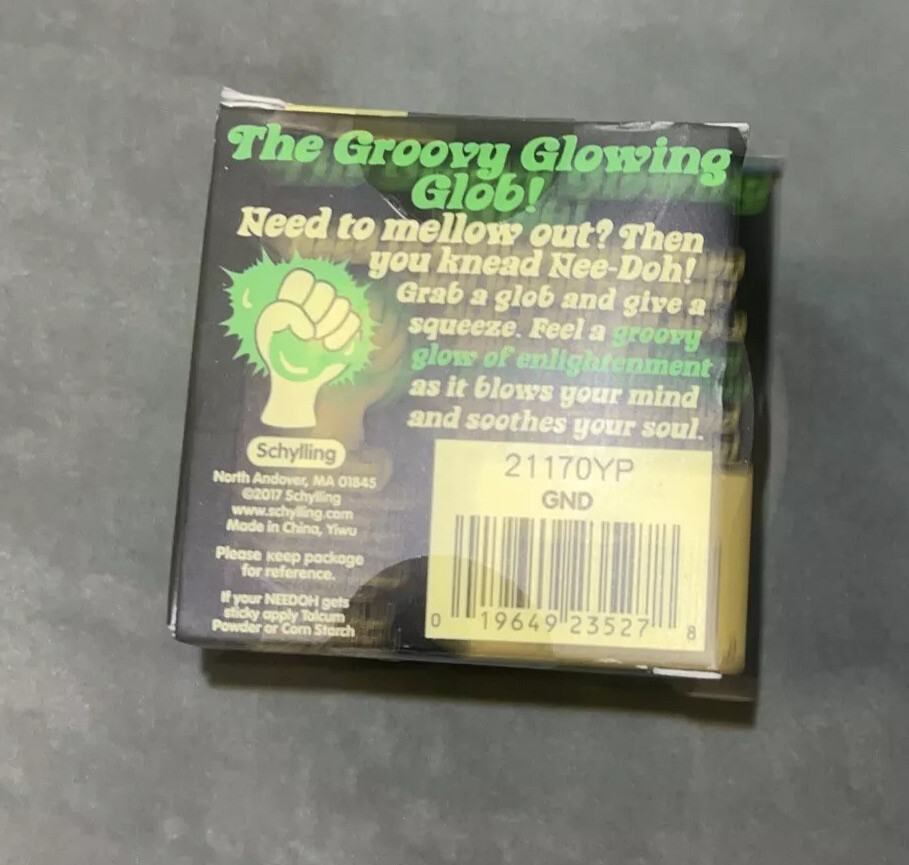 The Groovy Glowing
Glob!
Need to mellow out? Then
you knead Nee-Doh!
Grab a glob and give a
squeeze. Feel a groovy
glow of enlightenment
as it blows your mind
and soothes your soul.
Schylling
North Andover, MA 01845
©2017 Schylling
www.schylling.com
Made in China, Yiwu
Please keep package
for reference.
If your NEEDOH gets
sticky apply Talcum
Powder or Corn Starch
21170YP
GND
0 19649 23527 8